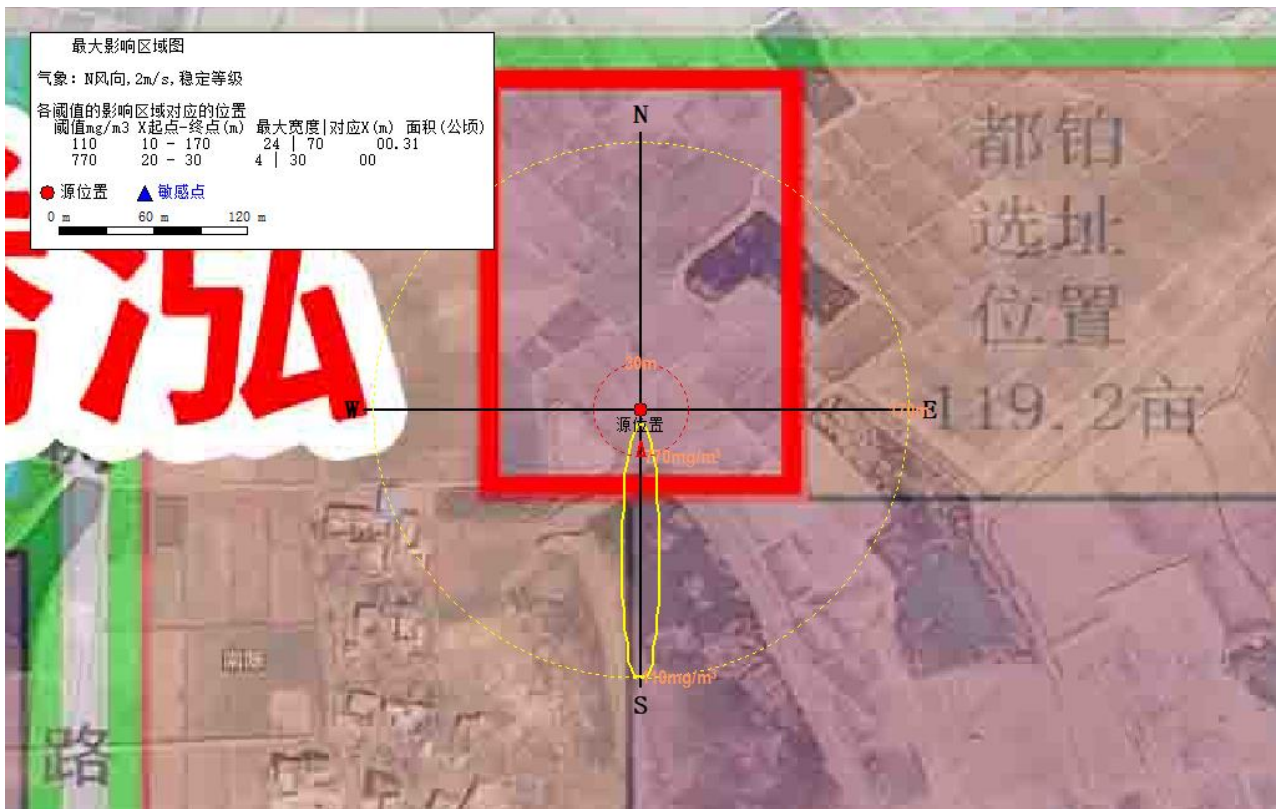 最大影响区域图
气象: N风向,2m/s,稳定等级
各阈值的影响区域对应的位置
阈值mg/m3 X起点-终点(m) 最大宽度|对应X(m) 面积(公顷)
110 10 - 170 24 | 70 00.31
770 20 - 30 4 | 30 00
源位置 敏感点
0 m 60 m 120 m
N
都铂
选址
位置
119.2亩
泓
30m
W
E
源位置
770mg/m³
110mg/m³
S
路